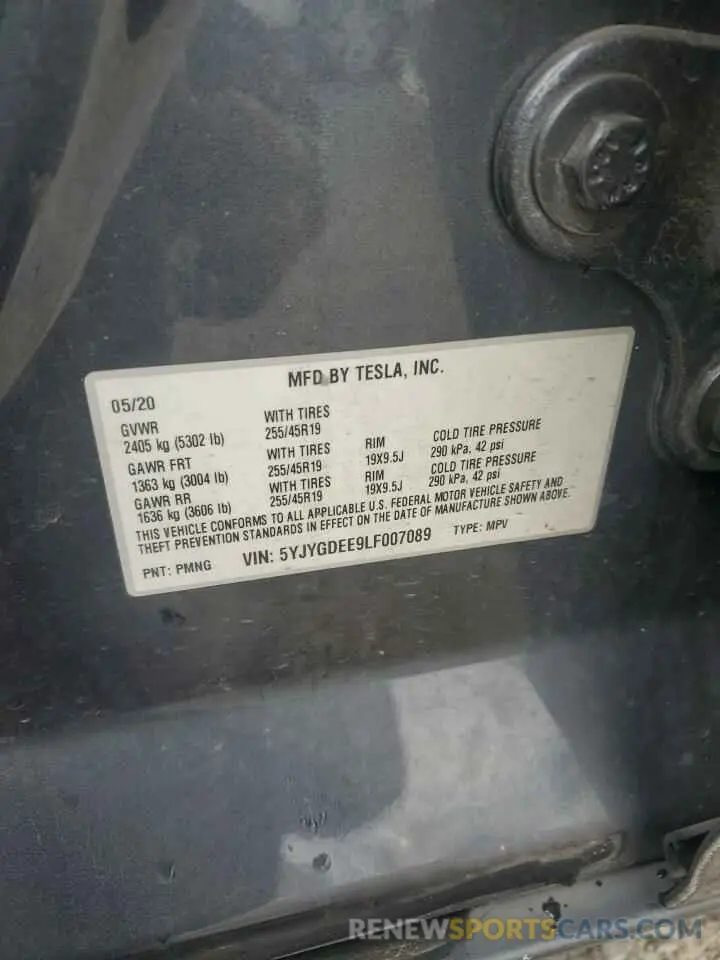 MFD BY TESLA, INC.
05/20
GVWR WITH TIRES
2405 kg (5302 lb) 255/45R19
GAWR FRT WITH TIRES RIM COLD TIRE PRESSURE
1363 kg (3004 lb) 255/45R19 19X9.5J 290 kPa, 42 psi
GAWR RR WITH TIRES RIM COLD TIRE PRESSURE
1636 kg (3606 lb) 255/45R19 19X9.5J 290 kPa, 42 psi
THIS VEHICLE CONFORMS TO ALL APPLICABLE U.S. FEDERAL MOTOR VEHICLE SAFETY AND
THEFT PREVENTION STANDARDS IN EFFECT ON THE DATE OF MANUFACTURE SHOWN ABOVE.
PNT: PMNG VIN: 5YJYGDEE9LF007089 TYPE: MPV
10.9
RENEWSPORTSCARS.COM